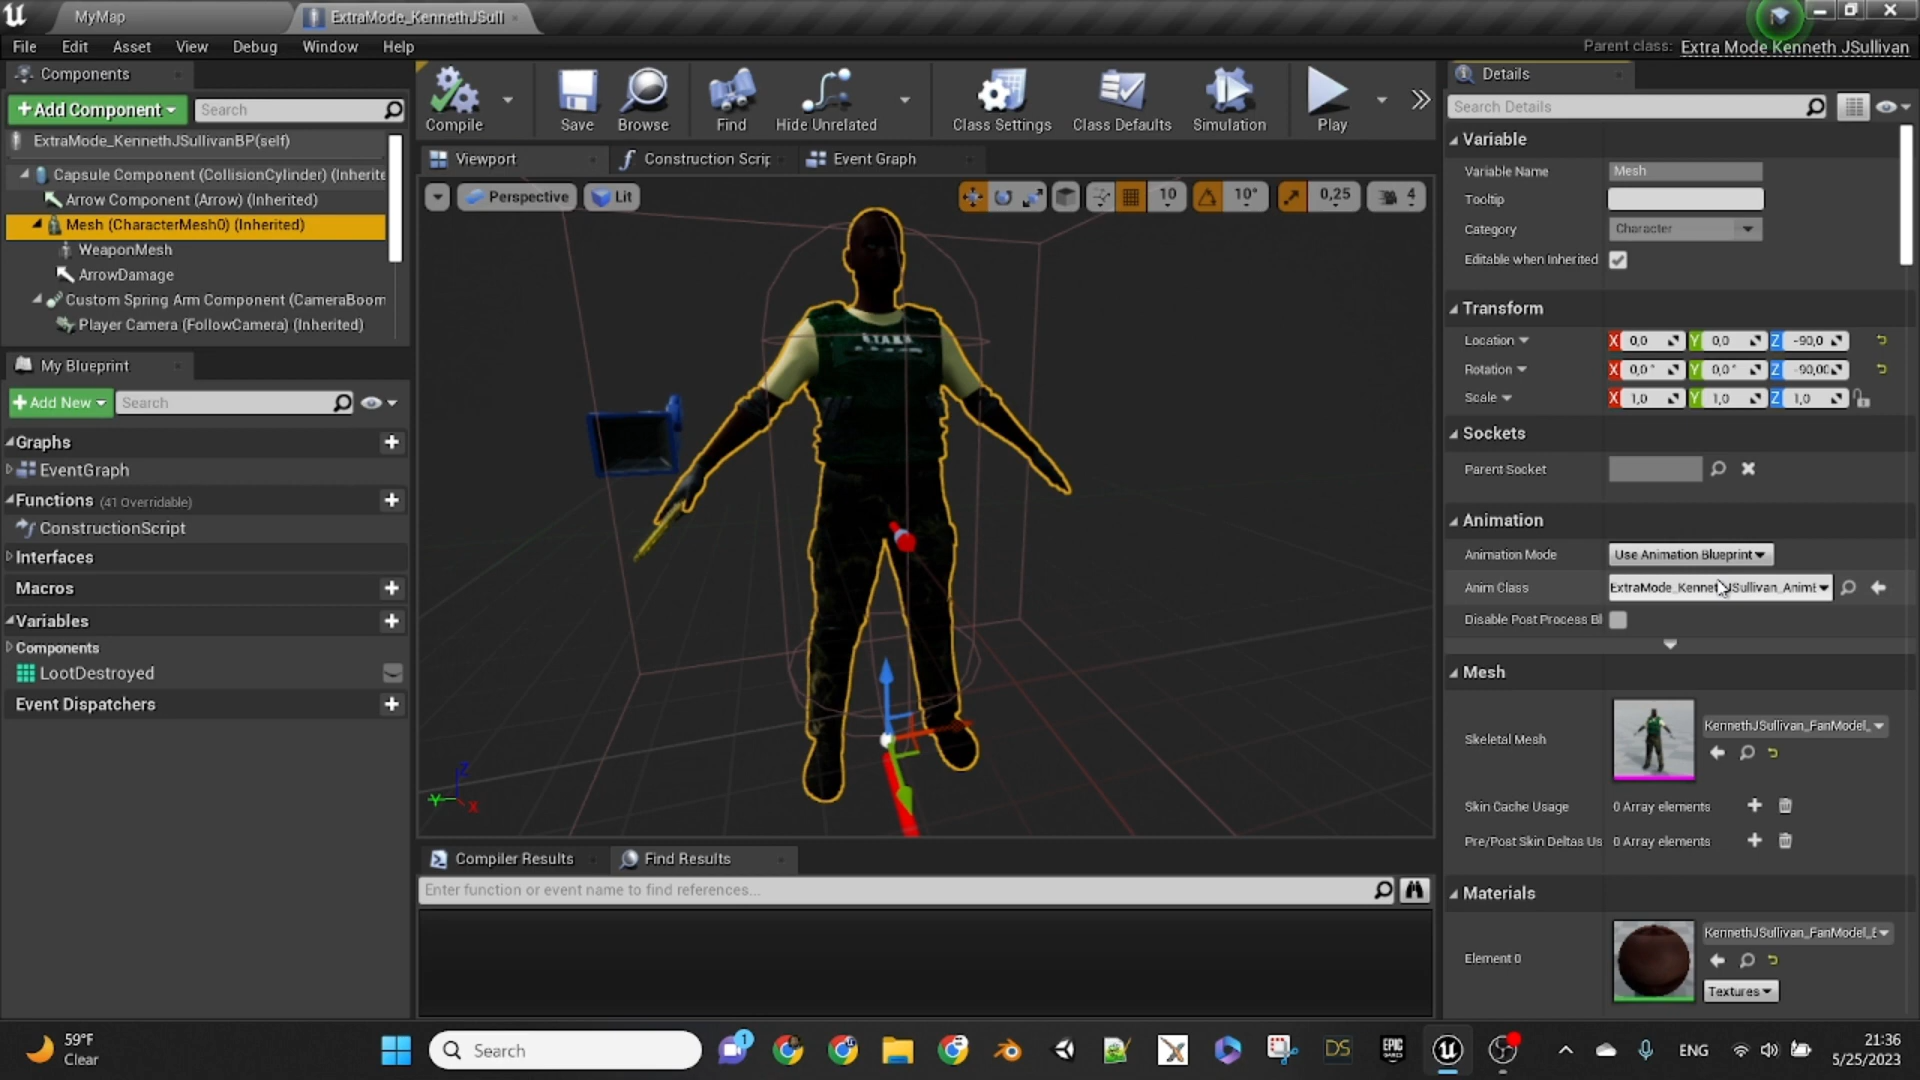 MyMap
ExtraMode_KennethJSull
File Edit Asset View Debug Window Help
Parent class: Extra Mode Kenneth JSullivan
Components
+Add Component
Search
ExtraMode_KennethJSullivanBP(self)
Capsule Component (CollisionCylinder) (Inherite
Arrow Component (Arrow) (Inherited)
Mesh (CharacterMesh0) (Inherited)
WeaponMesh
ArrowDamage
Custom Spring Arm Component (CameraBoom
Player Camera (FollowCamera) (Inherited)
My Blueprint
+Add New
Search
Graphs
EventGraph
Functions (41 Overridable)
ConstructionScript
Interfaces
Macros
Variables
Components
LootDestroyed
Event Dispatchers
Compile
Save
Browse
Find
Hide Unrelated
Class Settings
Class Defaults
Simulation
Play
Viewport
Construction Scrip
Event Graph
Perspective
Lit
10
10°
0,25
4
Z
Y
X
Compiler Results
Find Results
Enter function or event name to find references...
Details
Search Details
Variable
Variable Name Mesh
Tooltip
Category Character
Editable when Inherited
Transform
Location X 0,0 Y 0,0 Z -90,0
Rotation X 0,0° Y 0,0° Z -90,00
Scale X 1,0 Y 1,0 Z 1,0
Sockets
Parent Socket
Animation
Animation Mode Use Animation Blueprint
Anim Class ExtraMode_KennethJSullivan_AnimE
Disable Post Process Bl
Mesh
Skeletal Mesh KennethJSullivan_FanModel_
Skin Cache Usage 0 Array elements
Pre/Post Skin Deltas Us 0 Array elements
Materials
Element 0 KennethJSullivan_FanModel_E
Textures
59°F
Clear
Search
1
DS
EPIC
GAMES
ENG
21:36
5/25/2023